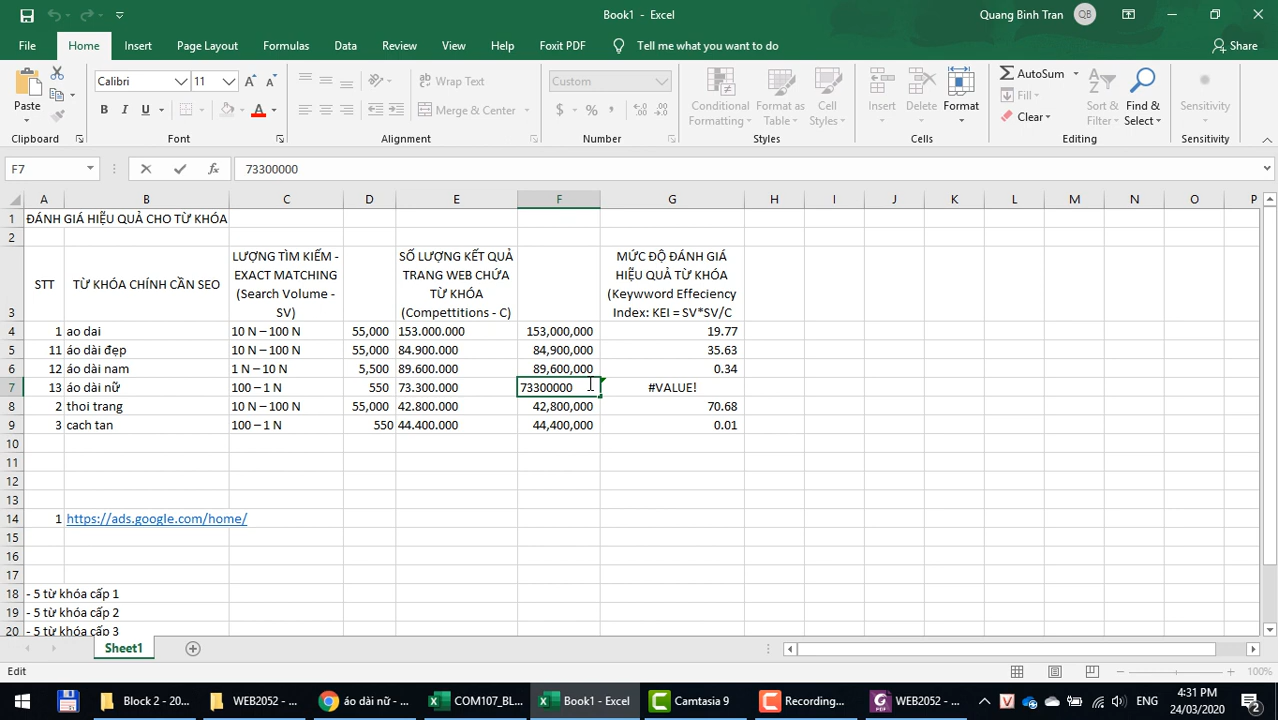 Book1 - Excel
Quang Binh Tran
QB
File Home Insert Page Layout Formulas Data Review View Help Foxit PDF Tell me what you want to do
Share
Paste
Calibri 11
B I U
Wrap Text
Merge & Center
Custom
$ % ,
Conditional Formatting
Format as Table
Cell Styles
Insert
Delete
Format
AutoSum
Fill
Clear
Sort & Filter
Find & Select
Sensitivity
Clipboard Font Alignment Number Styles Cells Editing Sensitivity
F7 fx 73300000
A B C D E F G H I J K L M N O P
1 ĐÁNH GIÁ HIỆU QUẢ CHO TỪ KHÓA
2
3 STT
TỪ KHÓA CHÍNH CẦN SEO
LƯỢNG TÌM KIẾM -
EXACT MATCHING
(Search Volume -
SV)
SỐ LƯỢNG KẾT QUẢ
TRANG WEB CHỨA
TỪ KHÓA
(Compettitions - C)
MỨC ĐỘ ĐÁNH GIÁ
HIỆU QUẢ TỪ KHÓA
(Keywword Effeciency
Index: KEI = SV*SV/C
4 1 ao dai 10 N – 100 N 55,000 153.000.000 153,000,000 19.77
5 11 áo dài đẹp 10 N – 100 N 55,000 84.900.000 84,900,000 35.63
6 12 áo dài nam 1 N – 10 N 5,500 89.600.000 89,600,000 0.34
7 13 áo dài nữ 100 – 1 N 550 73.300.000 73300000 #VALUE!
8 2 thoi trang 10 N – 100 N 55,000 42.800.000 42,800,000 70.68
9 3 cach tan 100 – 1 N 550 44.400.000 44,400,000 0.01
10
11
12
13
14 1 https://ads.google.com/home/
15
16
17
18 - 5 từ khóa cấp 1
19 - 5 từ khóa cấp 2
20 - 5 từ khóa cấp 3
Sheet1
Edit
100%
Block 2 - 20...
WEB2052 - ...
áo dài nữ - ...
COM107_BL...
Book1 - Excel
Camtasia 9
Recording...
WEB2052 - ...
ENG
4:31 PM
24/03/2020
2